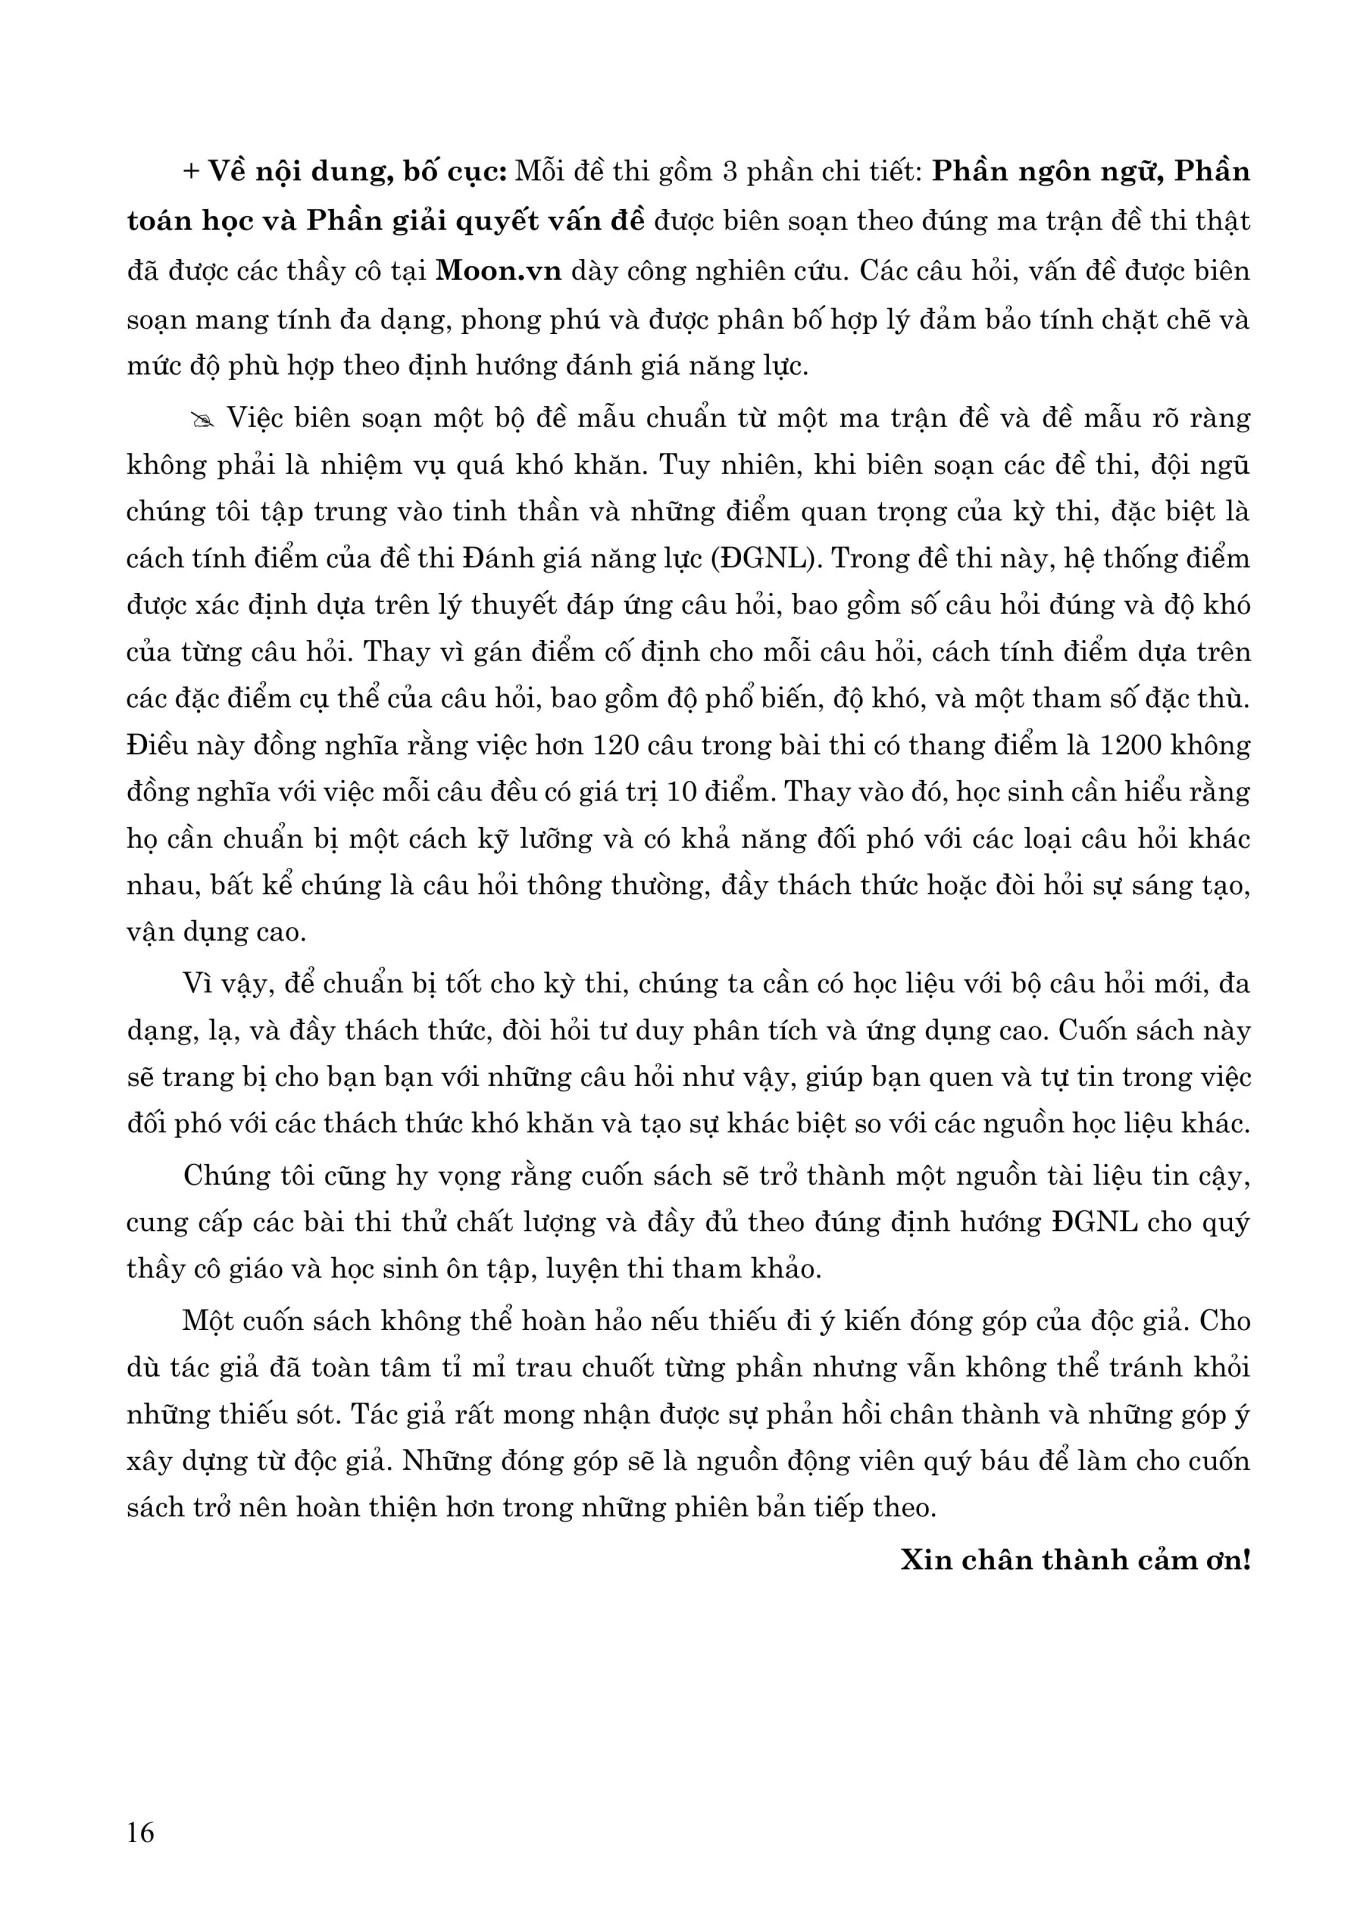 + Về nội dung, bố cục: Mỗi đề thi gồm 3 phần chi tiết: Phần ngôn ngữ, Phần
toán học và Phần giải quyết vấn đề được biên soạn theo đúng ma trận đề thi thật
đã được các thầy cô tại Moon.vn dày công nghiên cứu. Các câu hỏi, vấn đề được biên
soạn mang tính đa dạng, phong phú và được phân bố hợp lý đảm bảo tính chặt chẽ và
mức độ phù hợp theo định hướng đánh giá năng lực.
Việc biên soạn một bộ đề mẫu chuẩn từ một ma trận đề và đề mẫu rõ ràng
không phải là nhiệm vụ quá khó khăn. Tuy nhiên, khi biên soạn các đề thi, đội ngũ
chúng tôi tập trung vào tinh thần và những điểm quan trọng của kỳ thi, đặc biệt là
cách tính điểm của đề thi Đánh giá năng lực (ĐGNL). Trong đề thi này, hệ thống điểm
được xác định dựa trên lý thuyết đáp ứng câu hỏi, bao gồm số câu hỏi đúng và độ khó
của từng câu hỏi. Thay vì gán điểm cố định cho mỗi câu hỏi, cách tính điểm dựa trên
các đặc điểm cụ thể của câu hỏi, bao gồm độ phổ biến, độ khó, và một tham số đặc thù.
Điều này đồng nghĩa rằng việc hơn 120 câu trong bài thi có thang điểm là 1200 không
đồng nghĩa với việc mỗi câu đều có giá trị 10 điểm. Thay vào đó, học sinh cần hiểu rằng
họ cần chuẩn bị một cách kỹ lưỡng và có khả năng đối phó với các loại câu hỏi khác
nhau, bất kể chúng là câu hỏi thông thường, đầy thách thức hoặc đòi hỏi sự sáng tạo,
vận dụng cao.
Vì vậy, để chuẩn bị tốt cho kỳ thi, chúng ta cần có học liệu với bộ câu hỏi mới, đa
dạng, lạ, và đầy thách thức, đòi hỏi tư duy phân tích và ứng dụng cao. Cuốn sách này
sẽ trang bị cho bạn bạn với những câu hỏi như vậy, giúp bạn quen và tự tin trong việc
đối phó với các thách thức khó khăn và tạo sự khác biệt so với các nguồn học liệu khác.
Chúng tôi cũng hy vọng rằng cuốn sách sẽ trở thành một nguồn tài liệu tin cậy,
cung cấp các bài thi thử chất lượng và đầy đủ theo đúng định hướng ĐGNL cho quý
thầy cô giáo và học sinh ôn tập, luyện thi tham khảo.
Một cuốn sách không thể hoàn hảo nếu thiếu đi ý kiến đóng góp của độc giả. Cho
dù tác giả đã toàn tâm tỉ mỉ trau chuốt từng phần nhưng vẫn không thể tránh khỏi
những thiếu sót. Tác giả rất mong nhận được sự phản hồi chân thành và những góp ý
xây dựng từ độc giả. Những đóng góp sẽ là nguồn động viên quý báu để làm cho cuốn
sách trở nên hoàn thiện hơn trong những phiên bản tiếp theo.
Xin chân thành cảm ơn!
16